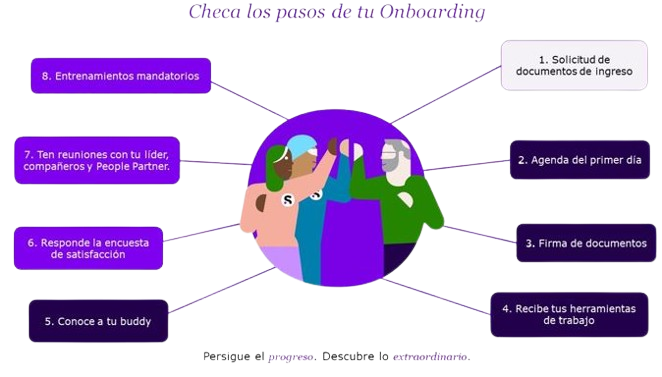 Checa los pasos de tu Onboarding
1. Solicitud de
documentos de ingreso
2. Agenda del primer día
3. Firma de documentos
4. Recibe tus herramientas
de trabajo
5. Conoce a tu buddy
6. Responde la encuesta
de satisfacción
7. Ten reuniones con tu líder,
compañeros y People Partner.
8. Entrenamientos mandatorios
S
S
Persigue el progreso. Descubre lo extraordinario.